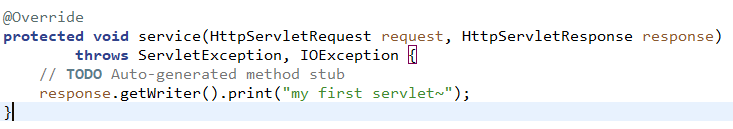 @Override
protected void service(HttpServletRequest request, HttpServletResponse response)
        throws ServletException, IOException {
    // TODO Auto-generated method stub
    response.getWriter().print("my first servlet~");
}